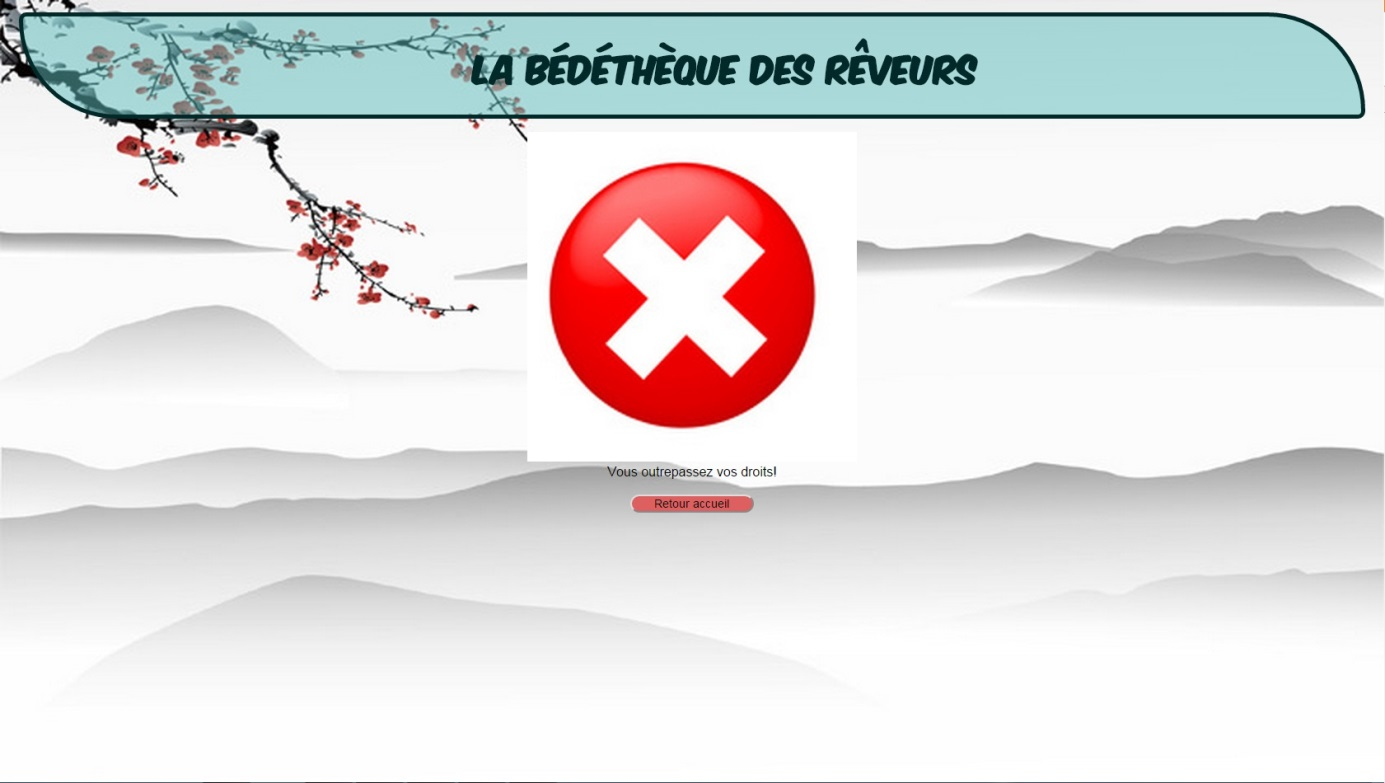 LA BÉDÉTHÈQUE DES RÊVEURS
Vous outrepassez vos droits!
Retour accueil